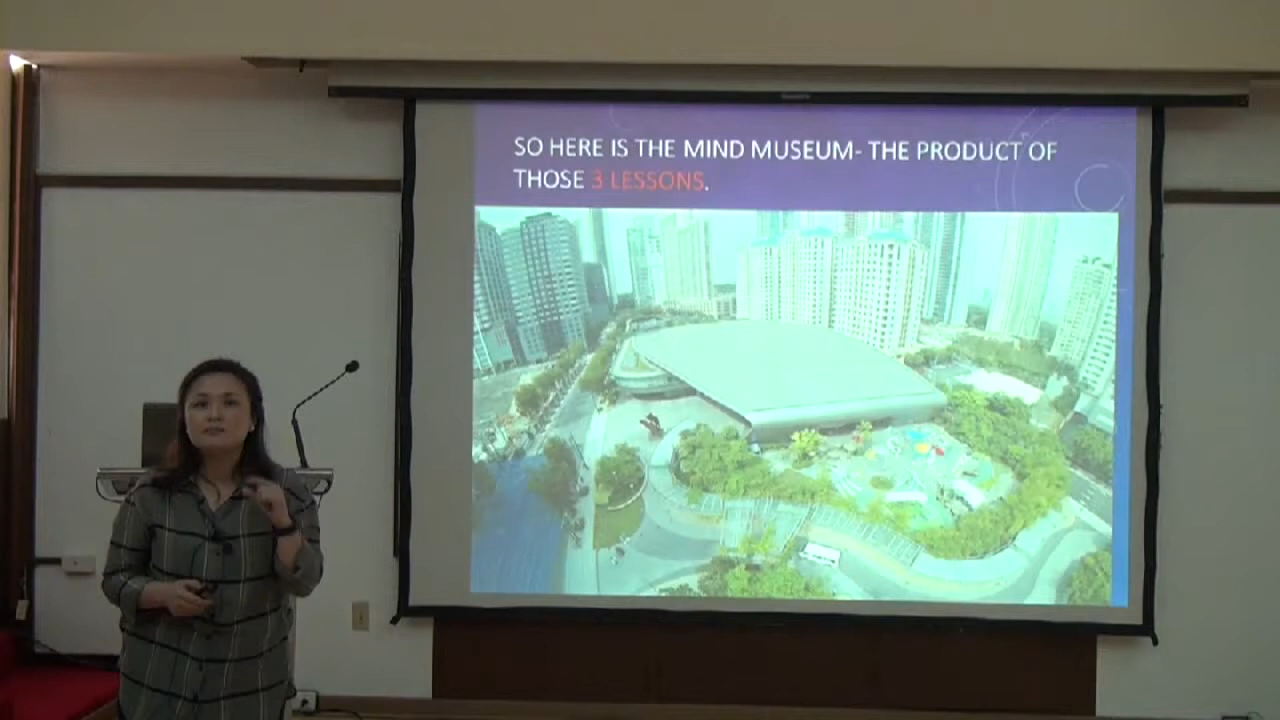 SO HERE IS THE MIND MUSEUM- THE PRODUCT OF
THOSE 3 LESSONS.